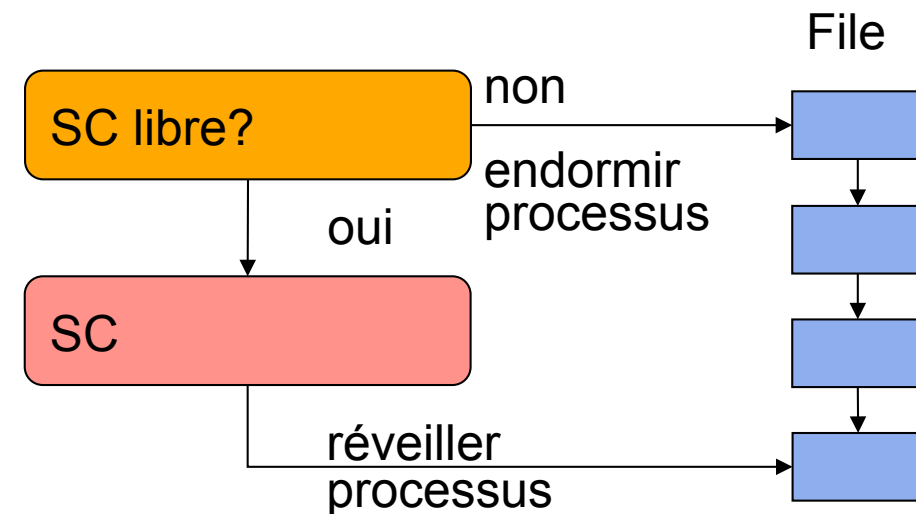 File
SC libre?
non
endormir
processus
oui
SC
réveiller
processus